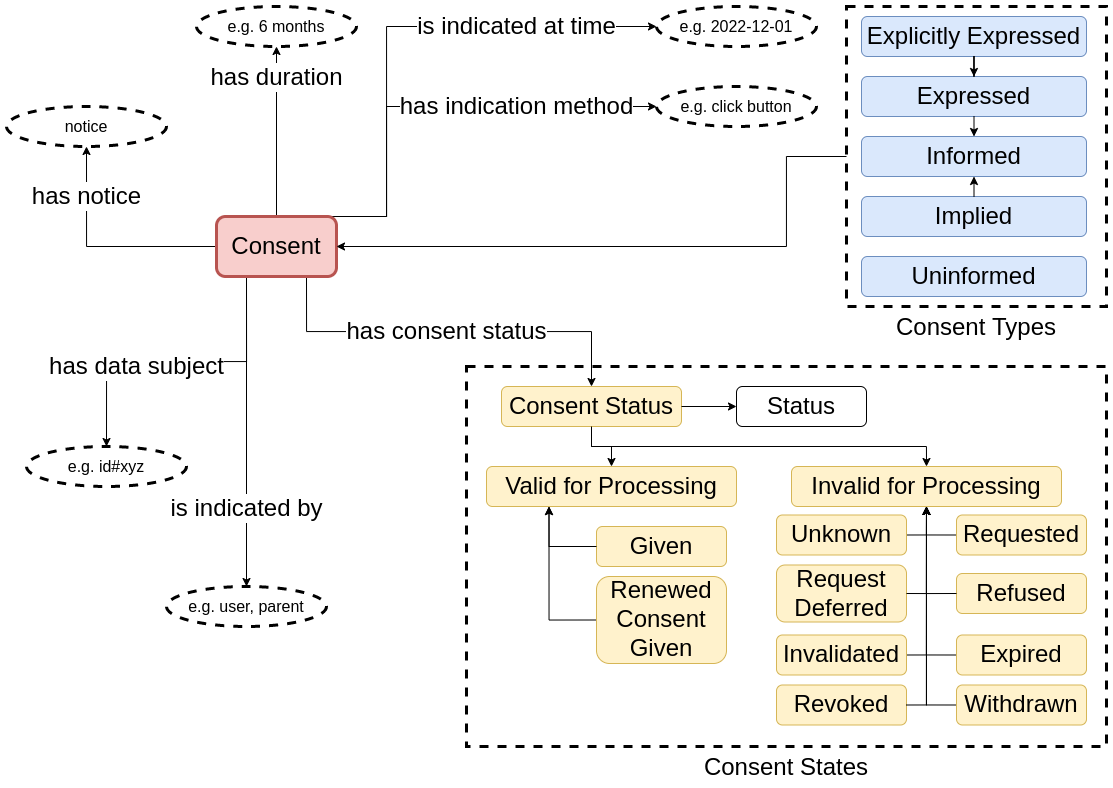 e.g. 6 months
is indicated at time
e.g. 2022-12-01
has duration
has indication method
e.g. click button
notice
has notice
Consent
Explicitly Expressed
Expressed
Informed
Implied
Uninformed
Consent Types
has consent status
has data subject
e.g. id#xyz
is indicated by
e.g. user, parent
Consent Status
Status
Valid for Processing
Invalid for Processing
Given
Renewed
Consent
Given
Unknown
Requested
Request
Deferred
Refused
Invalidated
Expired
Revoked
Withdrawn
Consent States